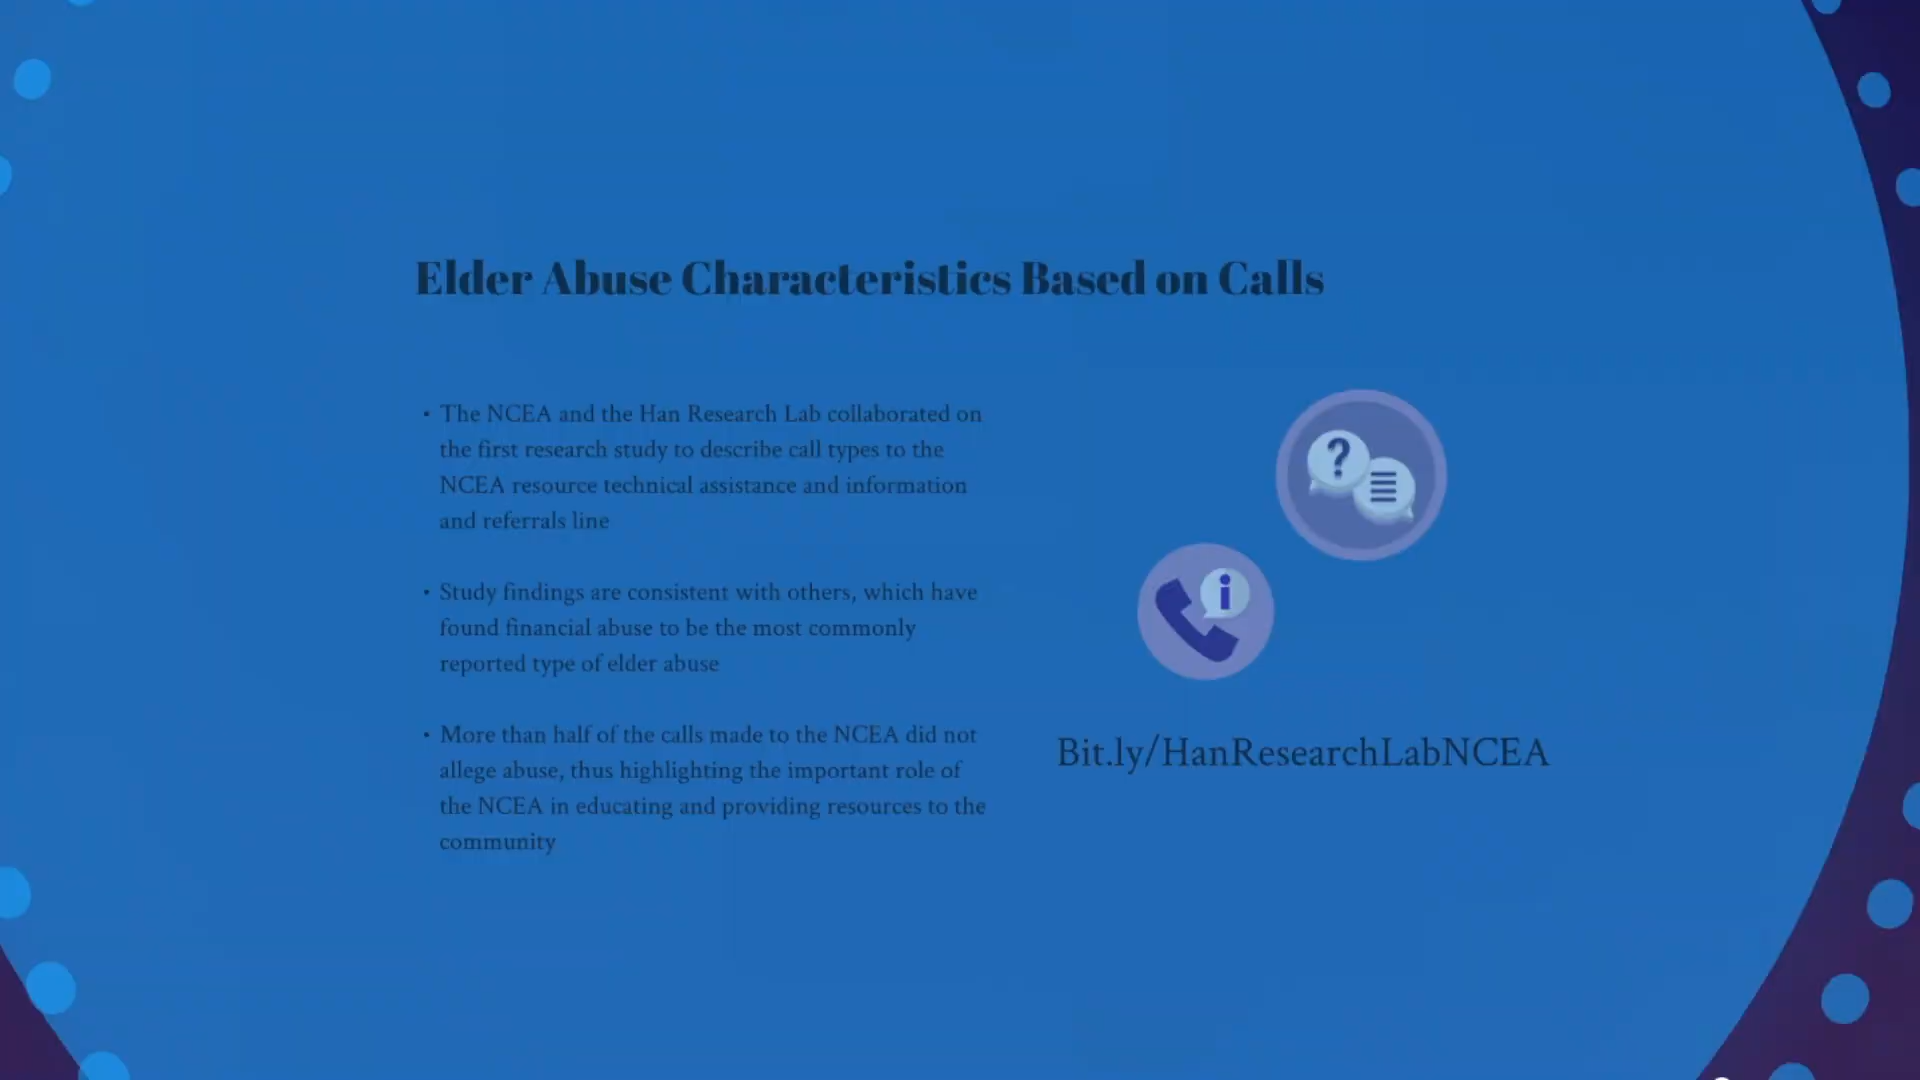 Elder Abuse Characteristics Based on Calls
• The NCEA and the Han Research Lab collaborated on
the first research study to describe call types to the
NCEA resource technical assistance and information
and referrals line
• Study findings are consistent with others, which have
found financial abuse to be the most commonly
reported type of elder abuse
• More than half of the calls made to the NCEA did not
allege abuse, thus highlighting the important role of
the NCEA in educating and providing resources to the
community
?
i
Bit.ly/HanResearchLabNCEA